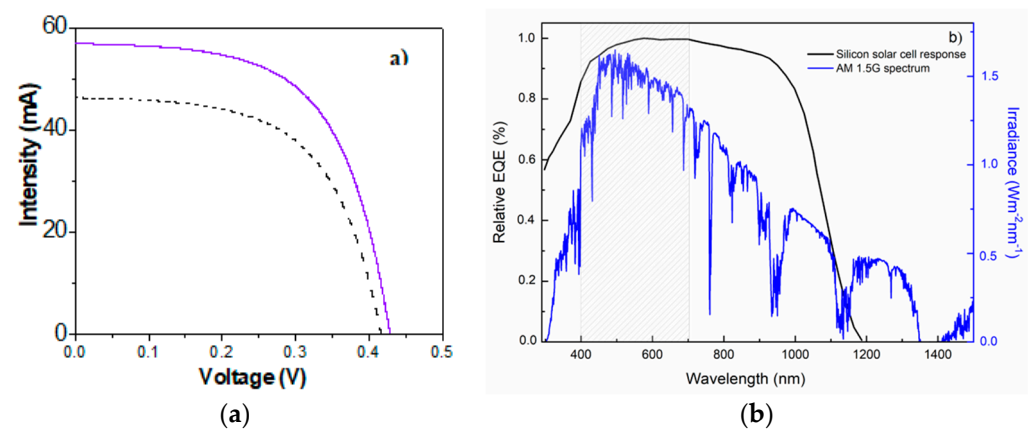 a)
60
40
20
0
Intensity (mA)
0.0 0.1 0.2 0.3 0.4 0.5
Voltage (V)
(a)
b)
Silicon solar cell response
AM 1.5G spectrum
1.0
0.8
0.6
0.4
0.2
0.0
Relative EQE (%)
1.5
1.0
0.5
0.0
Irradiance (Wm⁻²nm⁻¹)
400 600 800 1000 1200 1400
Wavelength (nm)
(b)